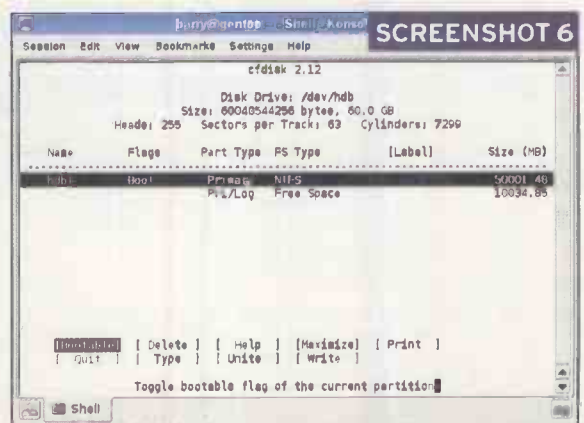 SCREENSHOT 6
Shell Konsol
Session Edit View Bookmarks Settings Help
cfdisk 2.12
Disk Drive: /dev/hdb
Size: 60040544256 bytes, 60.0 GB
Heads: 255 Sectors per Track: 63 Cylinders: 7299
Name Flags Part Type FS Type [Label] Size (MB)
hdb1 Boot Primary NTFS 50001.48
Pri/Log Free Space 10034.85
[Bootable] [ Delete ] [ Help ] [Maximize] [ Print ]
[ Quit ] [ Type ] [ Units ] [ Write ]
Toggle bootable flag of the current partition
Shell